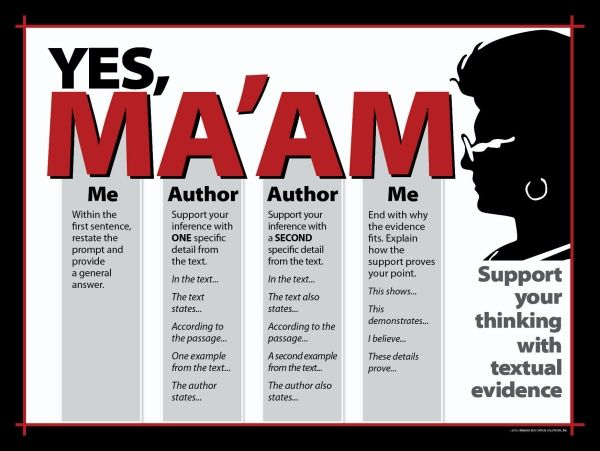 YES,
MA'AM
Me
Within the
first sentence,
restate the
prompt and
provide
a general
answer.
Author
Support your
inference with
ONE specific
detail from
the text.
In the text...
The text
states...
According to
the passage...
One example
from the text...
The author
states...
Author
Support your
inference with
a SECOND
specific detail
from the text.
In the text...
The text also
states...
According to the
passage...
A second example
from the text...
The author also
states...
Me
End with why
the evidence
fits. Explain
how the
support proves
your point.
This shows...
This
demonstrates...
I believe...
These details
prove...
Support
your
thinking
with
textual
evidence